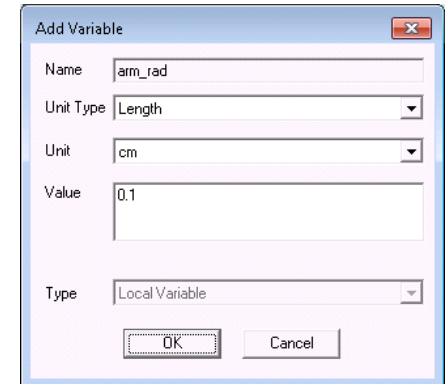 Add Variable
Name arm_rad
Unit Type Length
Unit cm
Value 0.1
Type Local Variable
OK Cancel